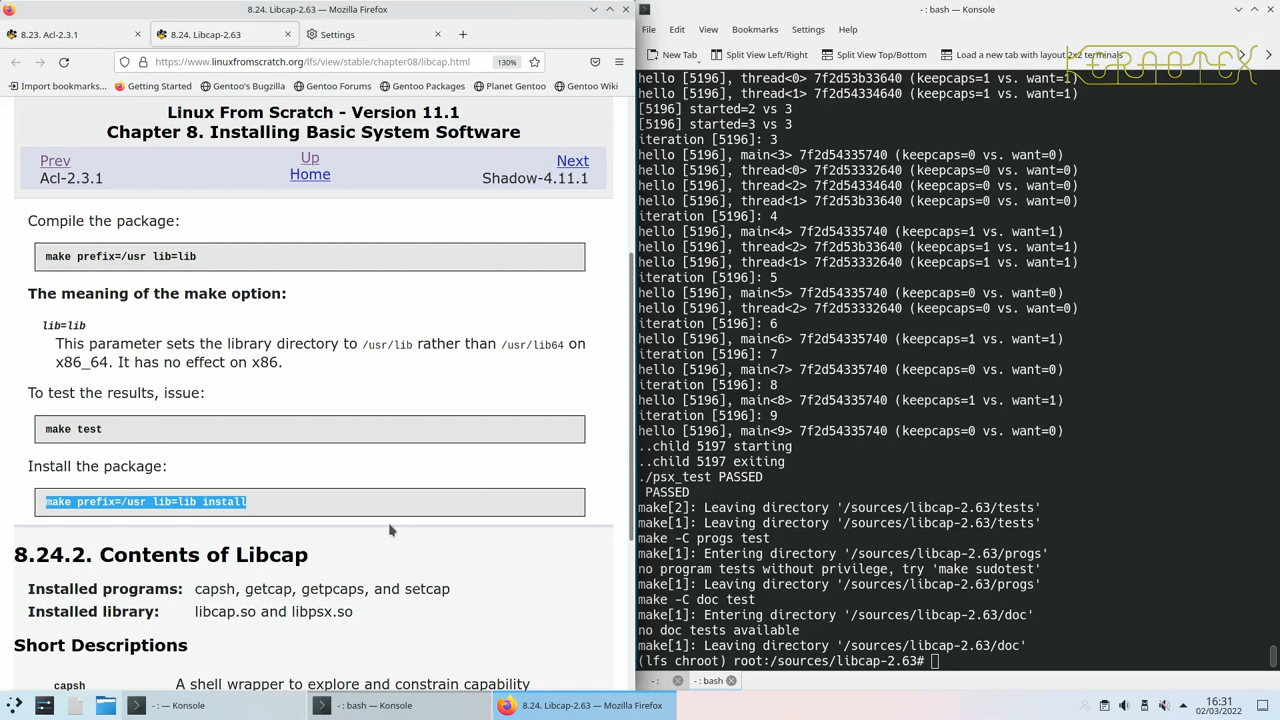 8.24. Libcap-2.63 — Mozilla Firefox
8.23. Acl-2.3.1
8.24. Libcap-2.63
Settings
https://www.linuxfromscratch.org/lfs/view/stable/chapter08/libcap.html
130%
Import bookmarks...
Getting Started
Gentoo's Bugzilla
Gentoo Forums
Gentoo Packages
Planet Gentoo
Gentoo Wiki
Linux From Scratch - Version 11.1
Chapter 8. Installing Basic System Software
Prev
Up
Next
Acl-2.3.1
Home
Shadow-4.11.1
Compile the package:
make prefix=/usr lib=lib
The meaning of the make option:
lib=lib
This parameter sets the library directory to /usr/lib rather than /usr/lib64 on
x86_64. It has no effect on x86.
To test the results, issue:
make test
Install the package:
make prefix=/usr lib=lib install
8.24.2. Contents of Libcap
Installed programs: capsh, getcap, getpcaps, and setcap
Installed library: libcap.so and libpsx.so
Short Descriptions
capsh
A shell wrapper to explore and constrain capability
- : bash — Konsole
File
Edit
View
Bookmarks
Settings
Help
New Tab
Split View Left/Right
Split View Top/Bottom
Load a new tab with layout 2x2 terminals
hello [5196], thread<0> 7f2d53b33640 (keepcaps=1 vs. want=1)
hello [5196], thread<1> 7f2d54334640 (keepcaps=1 vs. want=1)
[5196] started=2 vs 3
[5196] started=3 vs 3
iteration [5196]: 3
hello [5196], main<3> 7f2d54335740 (keepcaps=0 vs. want=0)
hello [5196], thread<0> 7f2d53332640 (keepcaps=0 vs. want=0)
hello [5196], thread<2> 7f2d54334640 (keepcaps=0 vs. want=0)
hello [5196], thread<1> 7f2d53b33640 (keepcaps=0 vs. want=0)
iteration [5196]: 4
hello [5196], main<4> 7f2d54335740 (keepcaps=1 vs. want=1)
hello [5196], thread<2> 7f2d53b33640 (keepcaps=1 vs. want=1)
hello [5196], thread<1> 7f2d53332640 (keepcaps=1 vs. want=1)
iteration [5196]: 5
hello [5196], main<5> 7f2d54335740 (keepcaps=0 vs. want=0)
hello [5196], thread<2> 7f2d53332640 (keepcaps=0 vs. want=0)
iteration [5196]: 6
hello [5196], main<6> 7f2d54335740 (keepcaps=1 vs. want=1)
iteration [5196]: 7
hello [5196], main<7> 7f2d54335740 (keepcaps=0 vs. want=0)
iteration [5196]: 8
hello [5196], main<8> 7f2d54335740 (keepcaps=1 vs. want=1)
iteration [5196]: 9
hello [5196], main<9> 7f2d54335740 (keepcaps=0 vs. want=0)
..child 5197 starting
..child 5197 exiting
./psx_test PASSED
PASSED
make[2]: Leaving directory '/sources/libcap-2.63/tests'
make[1]: Leaving directory '/sources/libcap-2.63/tests'
make -C progs test
make[1]: Entering directory '/sources/libcap-2.63/progs'
no program tests without privilege, try 'make sudotest'
make[1]: Leaving directory '/sources/libcap-2.63/progs'
make -C doc test
make[1]: Entering directory '/sources/libcap-2.63/doc'
no doc tests available
make[1]: Leaving directory '/sources/libcap-2.63/doc'
(lfs chroot) root:/sources/libcap-2.63#
- :
- : bash
- : — Konsole
- : bash — Konsole
8.24. Libcap-2.63 — Mozilla Firefox
16:31
02/03/2022